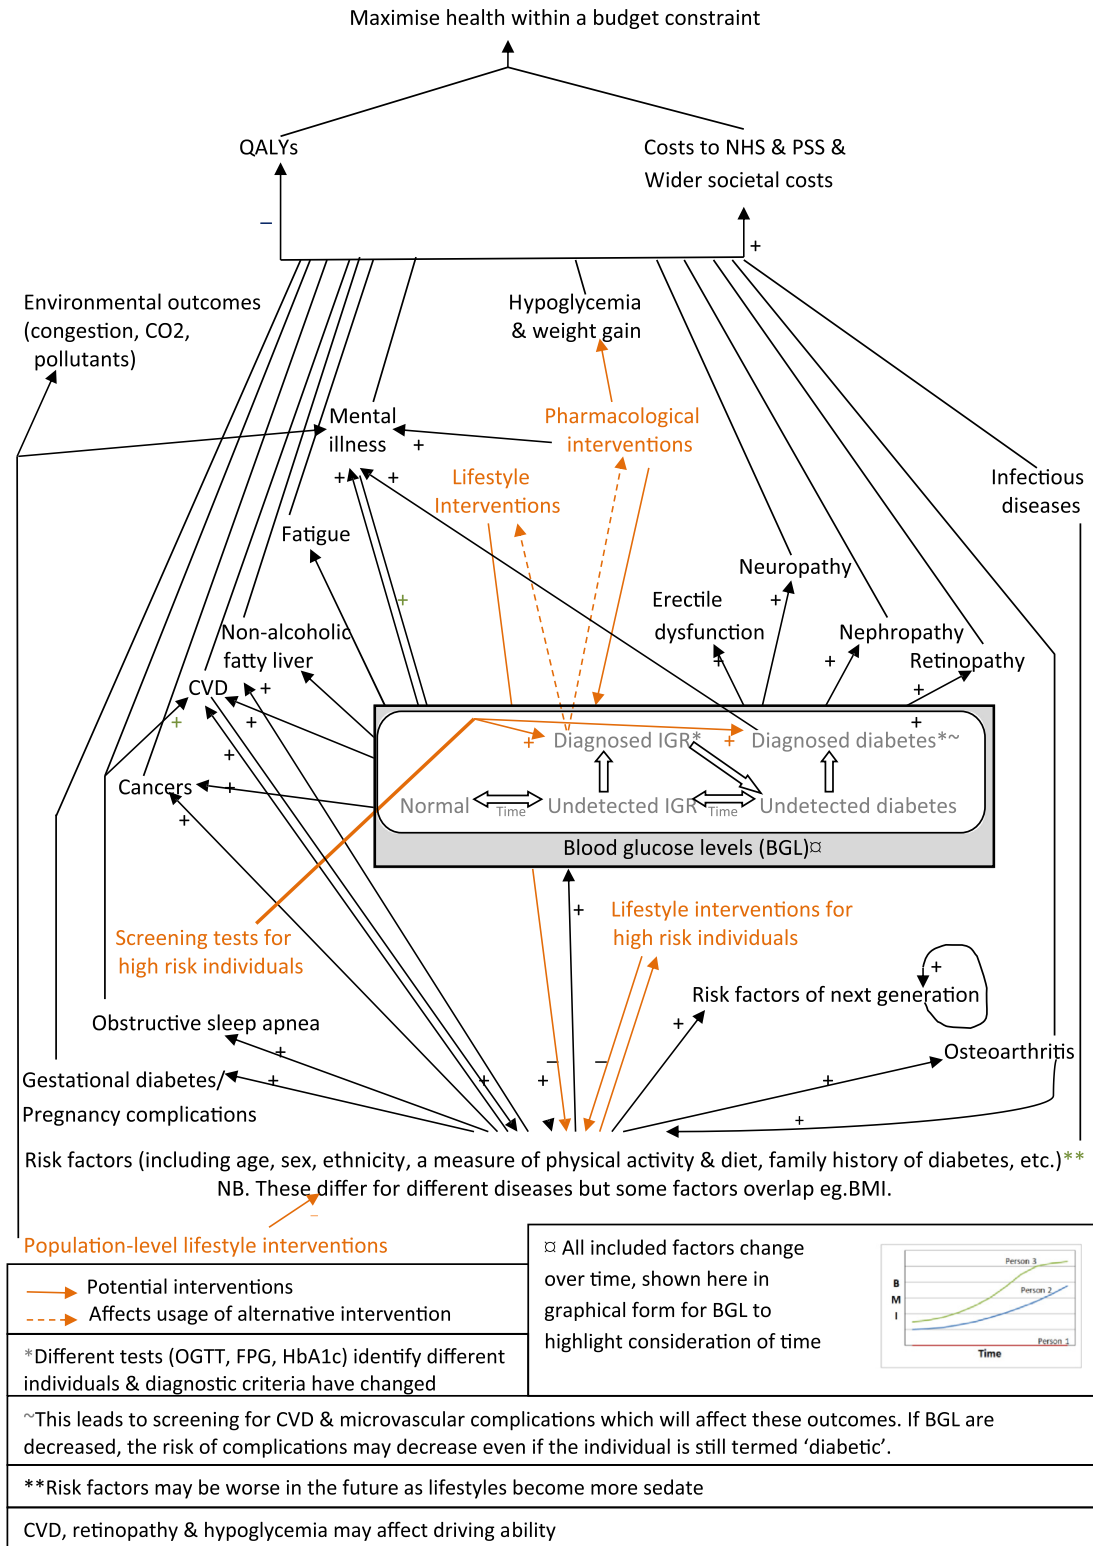 Maximise health within a budget constraint
QALYs
Costs to NHS & PSS &
Wider societal costs
–
+
Environmental outcomes
(congestion, CO2,
pollutants)
Hypoglycemia
& weight gain
Mental
illness
+
Pharmacological
interventions
+
+
Lifestyle
Interventions
Infectious
diseases
Fatigue
Neuropathy
+
+
Erectile
dysfunction
+
Non-alcoholic
fatty liver
Nephropathy
+
Retinopathy
+
CVD
+
+
+
+
+
Diagnosed IGR*
+
+
Diagnosed diabetes*~
Cancers
+
+
Normal
Time
Undetected IGR
Time
Undetected diabetes
Blood glucose levels (BGL)¤
+
Lifestyle interventions for
high risk individuals
Screening tests for
high risk individuals
+
Risk factors of next generation
+
Obstructive sleep apnea
+
Osteoarthritis
Gestational diabetes/
Pregnancy complications
+
+
–
+
–
+
+
Risk factors (including age, sex, ethnicity, a measure of physical activity & diet, family history of diabetes, etc.)**
NB. These differ for different diseases but some factors overlap eg.BMI.
–
Population-level lifestyle interventions
Potential interventions
Affects usage of alternative intervention
¤ All included factors change
over time, shown here in
graphical form for BGL to
highlight consideration of time
Person 3
Person 2
Person 1
B
M
I
Time
*Different tests (OGTT, FPG, HbA1c) identify different
individuals & diagnostic criteria have changed
~This leads to screening for CVD & microvascular complications which will affect these outcomes. If BGL are
decreased, the risk of complications may decrease even if the individual is still termed ‘diabetic’.
**Risk factors may be worse in the future as lifestyles become more sedate
CVD, retinopathy & hypoglycemia may affect driving ability